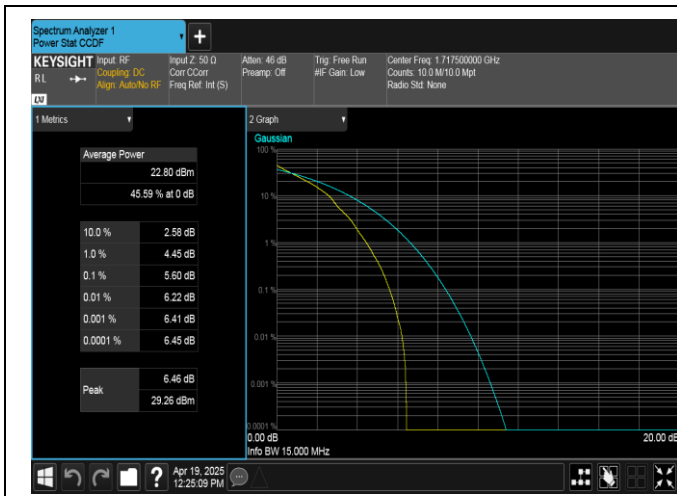 Spectrum Analyzer 1
Power Stat CCDF
KEYSIGHT
RL
LXI
Input: RF
Coupling: DC
Align: Auto/No RF
Input Z: 50 Ω
Corr CCorr
Freq Ref: Int (S)
Atten: 46 dB
Preamp: Off
Trig: Free Run
#IF Gain: Low
Center Freq: 1.717500000 GHz
Counts: 10.0 M/10.0 Mpt
Radio Std: None
1 Metrics
Average Power
22.80 dBm
45.59 % at 0 dB
10.0 % 2.58 dB
1.0 % 4.45 dB
0.1 % 5.60 dB
0.01 % 6.22 dB
0.001 % 6.41 dB
0.0001 % 6.45 dB
Peak 6.46 dB
29.26 dBm
2 Graph
Gaussian
100 %
10 %
1 %
0.1 %
0.01 %
0.001 %
0.0001 %
0.00 dB 20.00 dB
Info BW 15.000 MHz
Apr 19, 2025
12:25:09 PM